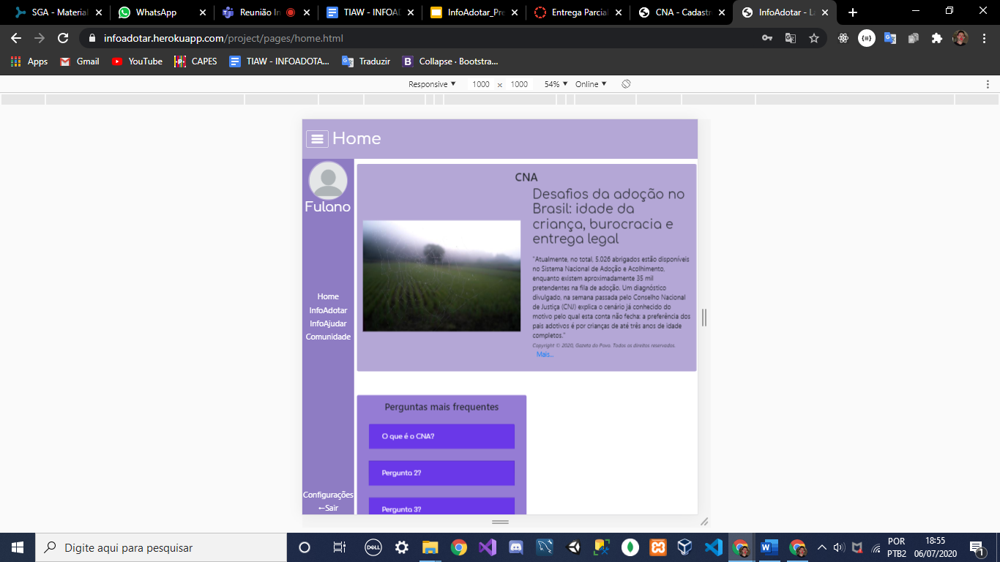 SGA - Material
WhatsApp
Reunião In
TIAW - INFOAD
InfoAdotar_Pre
Entrega Parcial
CNA - Cadastr
InfoAdotar - La
infoadotar.herokuapp.com/project/pages/home.html
Apps
Gmail
YouTube
CAPES
TIAW - INFOADOTA...
Traduzir
Collapse · Bootstra...
Responsive
1000
1000
54%
Online
Home
Fulano
Home
InfoAdotar
InfoAjudar
Comunidade
Configurações
←Sair
CNA
Desafios da adoção no
Brasil: idade da
criança, burocracia e
entrega legal
"Atualmente, no total, 5.026 abrigados estão disponíveis
no Sistema Nacional de Adoção e Acolhimento,
enquanto existem aproximadamente 35 mil
pretendentes na fila de adoção. Um diagnóstico
divulgado, na semana passada pelo Conselho Nacional
de Justiça (CNJ) explica o cenário já conhecido do
motivo pelo qual esta conta não fecha: a preferência dos
pais adotivos é por crianças de até três anos de idade
completos."
Copyright © 2020, Gazeta do Povo. Todos os direitos reservados.
Mais...
Perguntas mais frequentes
O que é o CNA?
Pergunta 2?
Pergunta 3?
Digite aqui para pesquisar
DELL
POR
PTB2
18:55
06/07/2020
1